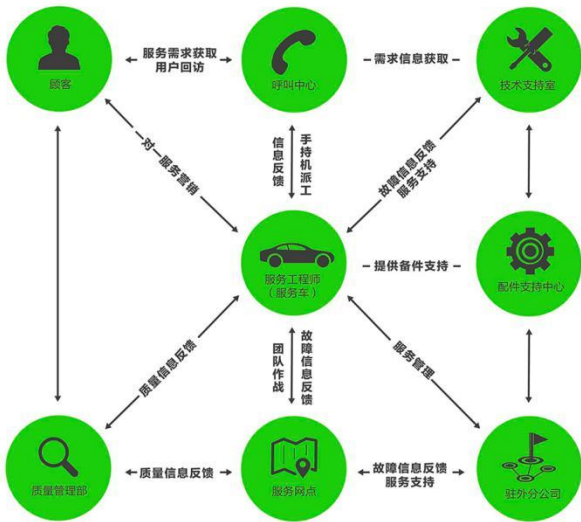 服务需求获取
用户回访
需求信息获取
顾客
呼叫中心
技术支持室
一对一服务营销
信息反馈
手持机派工
故障信息反馈
服务支持
服务工程师
（服务车）
提供备件支持
配件支持中心
质量信息反馈
团队作战
故障信息反馈
服务管理
质量管理部
质量信息反馈
服务网点
故障信息反馈
服务支持
驻外分公司